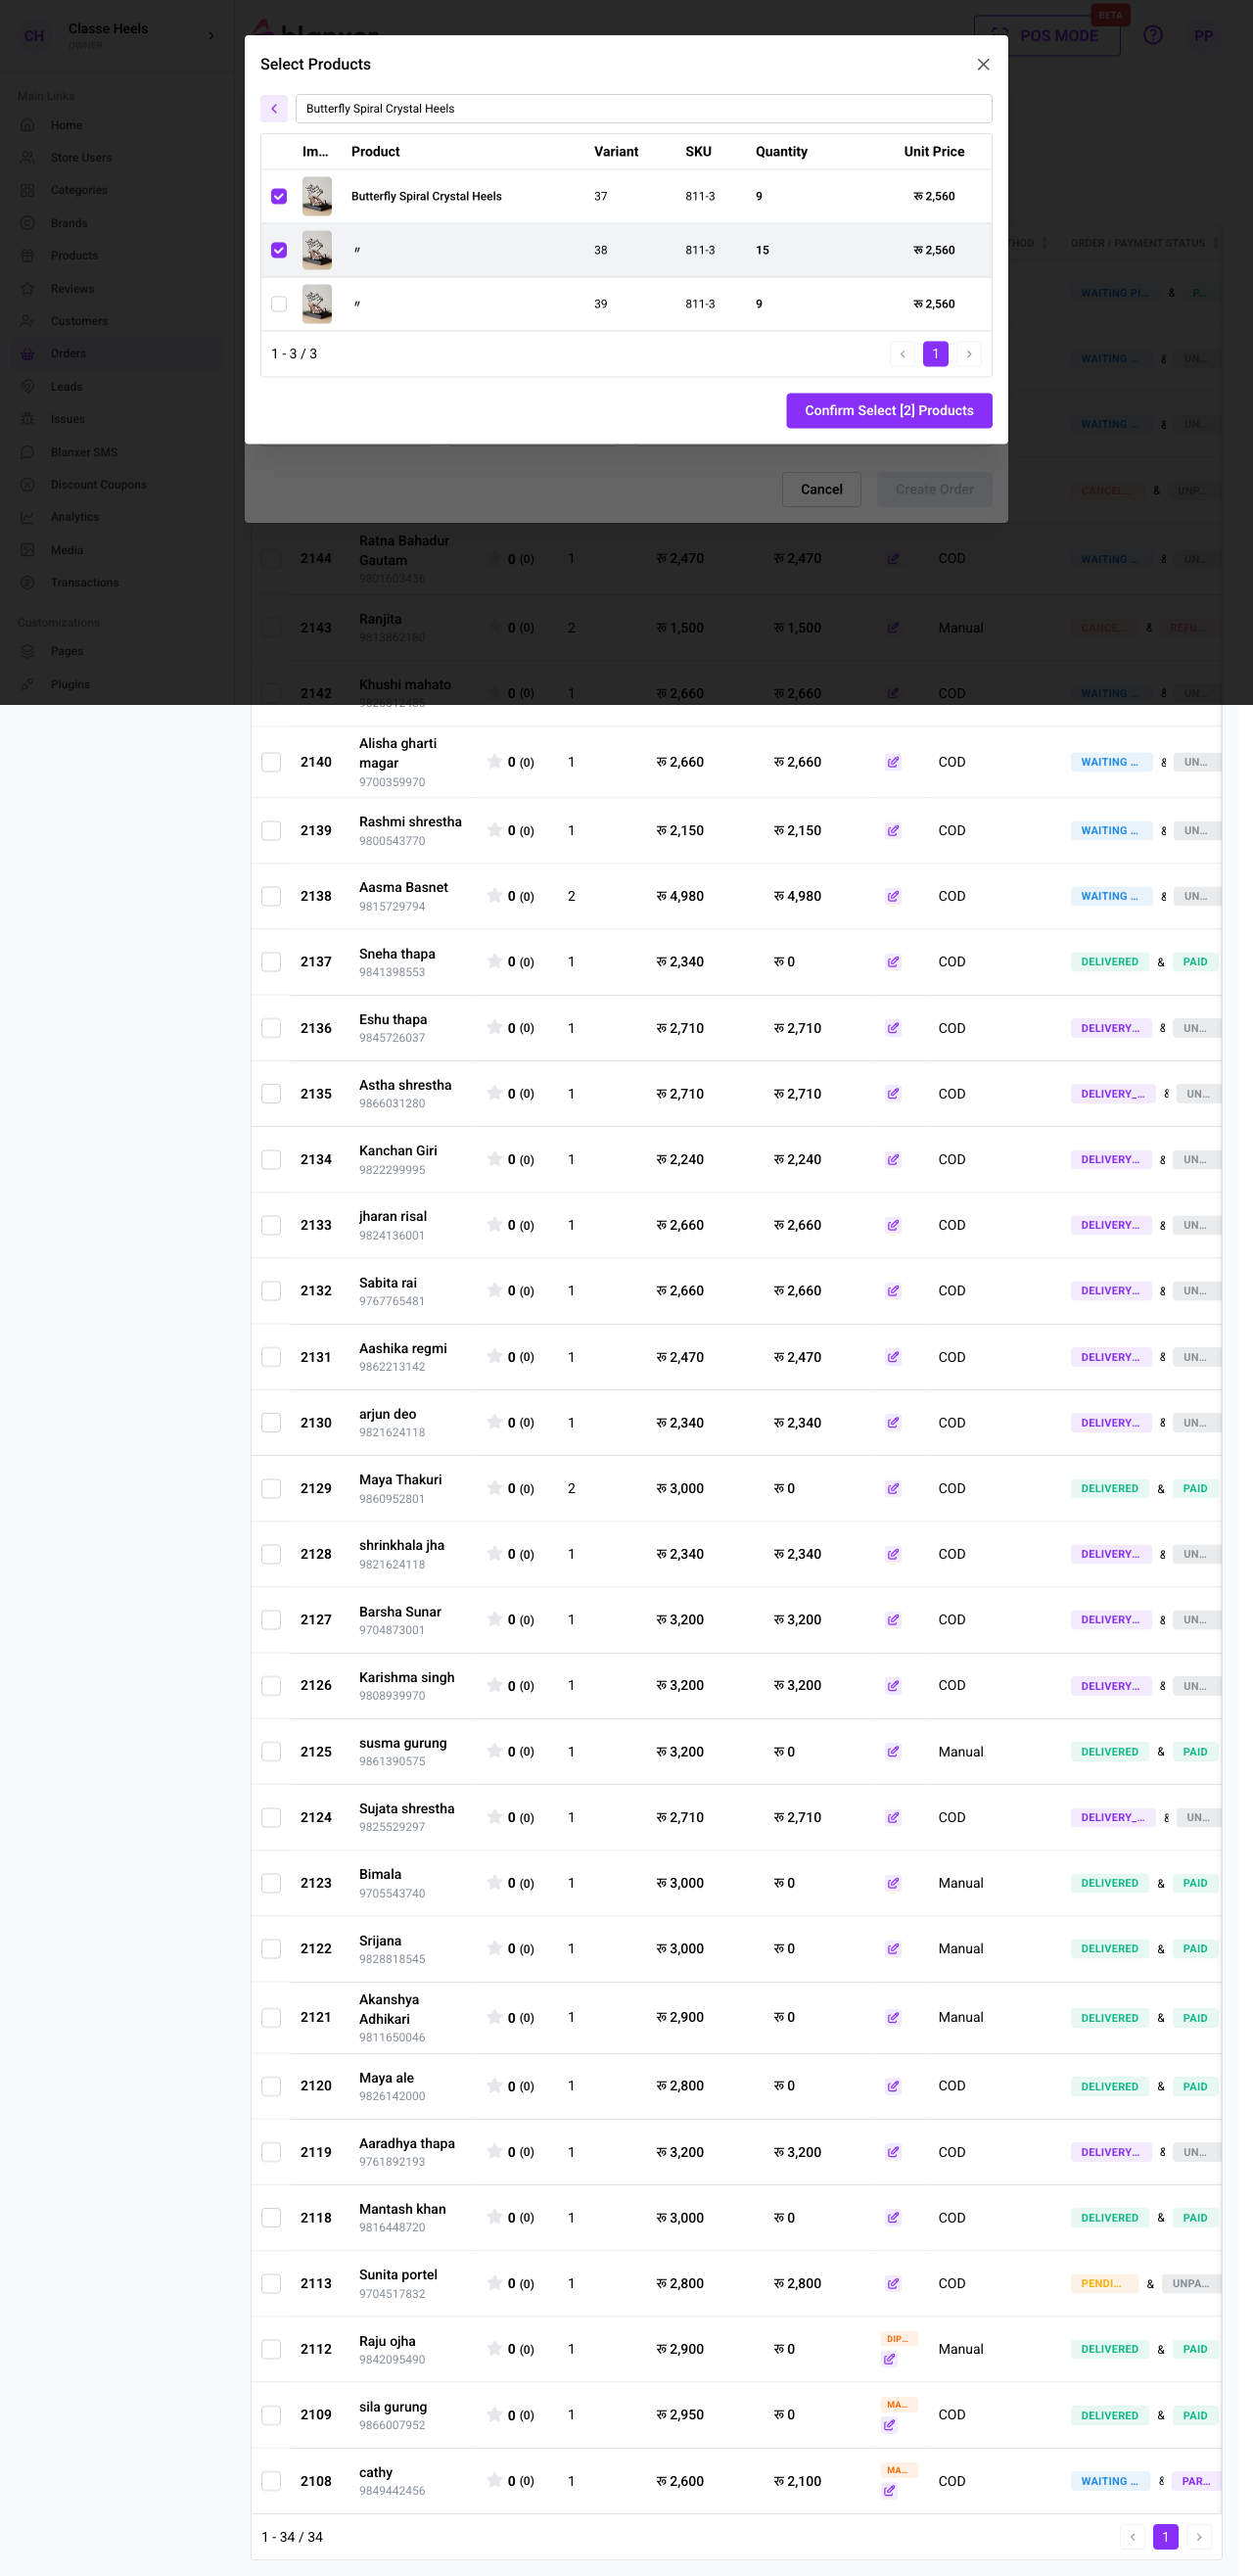 CH
Classe Heels
OWNER
BETA
POS MODE
PP
Main Links
Home
Store Users
Categories
Brands
Products
Reviews
Customers
Orders
Leads
Issues
Blanxer SMS
Discount Coupons
Analytics
Media
Transactions
Customizations
Pages
Plugins
Select Products
Butterfly Spiral Crystal Heels
Im... Product Variant SKU Quantity Unit Price
Butterfly Spiral Crystal Heels 37 811-3 9 रू 2,560
〃 38 811-3 15 रू 2,560
〃 39 811-3 9 रू 2,560
1 - 3 / 3 1
Confirm Select [2] Products
Cancel Create Order
THOD ORDER / PAYMENT STATUS
WAITING PI... & P...
WAITING ... & UN...
WAITING ... & UN...
CANCEL... & UNP...
2144 Ratna Bahadur Gautam 9801603436 0 (0) 1 रू 2,470 रू 2,470 COD WAITING ... & UN...
2143 Ranjita 9813862180 0 (0) 2 रू 1,500 रू 1,500 Manual CANCE... & REFU...
2142 Khushi mahato 0 (0) 1 रू 2,660 रू 2,660 COD WAITING ... & UN...
2140 Alisha gharti magar 9700359970 0 (0) 1 रू 2,660 रू 2,660 COD WAITING ... & UN...
2139 Rashmi shrestha 9800543770 0 (0) 1 रू 2,150 रू 2,150 COD WAITING ... & UN...
2138 Aasma Basnet 9815729794 0 (0) 2 रू 4,980 रू 4,980 COD WAITING ... & UN...
2137 Sneha thapa 9841398553 0 (0) 1 रू 2,340 रू 0 COD DELIVERED & PAID
2136 Eshu thapa 9845726037 0 (0) 1 रू 2,710 रू 2,710 COD DELIVERY... & UN...
2135 Astha shrestha 9866031280 0 (0) 1 रू 2,710 रू 2,710 COD DELIVERY_... & UN...
2134 Kanchan Giri 9822299995 0 (0) 1 रू 2,240 रू 2,240 COD DELIVERY... & UN...
2133 jharan risal 9824136001 0 (0) 1 रू 2,660 रू 2,660 COD DELIVERY... & UN...
2132 Sabita rai 9767765481 0 (0) 1 रू 2,660 रू 2,660 COD DELIVERY... & UN...
2131 Aashika regmi 9862213142 0 (0) 1 रू 2,470 रू 2,470 COD DELIVERY... & UN...
2130 arjun deo 9821624118 0 (0) 1 रू 2,340 रू 2,340 COD DELIVERY... & UN...
2129 Maya Thakuri 9860952801 0 (0) 2 रू 3,000 रू 0 COD DELIVERED & PAID
2128 shrinkhala jha 9821624118 0 (0) 1 रू 2,340 रू 2,340 COD DELIVERY... & UN...
2127 Barsha Sunar 9704873001 0 (0) 1 रू 3,200 रू 3,200 COD DELIVERY... & UN...
2126 Karishma singh 9808939970 0 (0) 1 रू 3,200 रू 3,200 COD DELIVERY... & UN...
2125 susma gurung 9861390575 0 (0) 1 रू 3,200 रू 0 Manual DELIVERED & PAID
2124 Sujata shrestha 9825529297 0 (0) 1 रू 2,710 रू 2,710 COD DELIVERY_... & UN...
2123 Bimala 9705543740 0 (0) 1 रू 3,000 रू 0 Manual DELIVERED & PAID
2122 Srijana 9828818545 0 (0) 1 रू 3,000 रू 0 Manual DELIVERED & PAID
2121 Akanshya Adhikari 9811650046 0 (0) 1 रू 2,900 रू 0 Manual DELIVERED & PAID
2120 Maya ale 9826142000 0 (0) 1 रू 2,800 रू 0 COD DELIVERED & PAID
2119 Aaradhya thapa 9761892193 0 (0) 1 रू 3,200 रू 3,200 COD DELIVERY... & UN...
2118 Mantash khan 9816448720 0 (0) 1 रू 3,000 रू 0 COD DELIVERED & PAID
2113 Sunita portel 9704517832 0 (0) 1 रू 2,800 रू 2,800 COD PENDI... & UNPA...
2112 Raju ojha 9842095490 0 (0) 1 रू 2,900 रू 0 DIP... Manual DELIVERED & PAID
2109 sila gurung 9866007952 0 (0) 1 रू 2,950 रू 0 MA... COD DELIVERED & PAID
2108 cathy 9849442456 0 (0) 1 रू 2,600 रू 2,100 MA... COD WAITING ... & PAR...
1 - 34 / 34 1